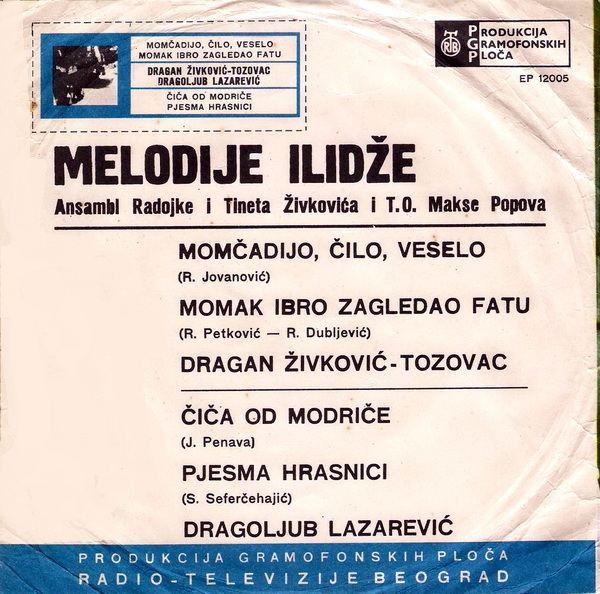 MOMČADIJO, ČILO, VESELO
MOMAK IBRO ZAGLEDAO FATU
DRAGAN ŽIVKOVIĆ-TOZOVAC
DRAGOLJUB LAZAREVIĆ
ČIČA OD MODRIČE
PJESMA HRASNICI
PGP
RTB
PRODUKCIJA
GRAMOFONSKIH
PLOČA
EP 12005
MELODIJE ILIDŽE
Ansambl Radojke i Tineta Živkovića i T.O. Makse Popova
MOMČADIJO, ČILO, VESELO
(R. Jovanović)
MOMAK IBRO ZAGLEDAO FATU
(R. Petković — R. Dubljević)
DRAGAN ŽIVKOVIĆ-TOZOVAC
ČIČA OD MODRIČE
(J. Penava)
PJESMA HRASNICI
(S. Seferčehajić)
DRAGOLJUB LAZAREVIĆ
PRODUKCIJA GRAMOFONSKIH PLOČA
RADIO-TELEVIZIJE BEOGRAD